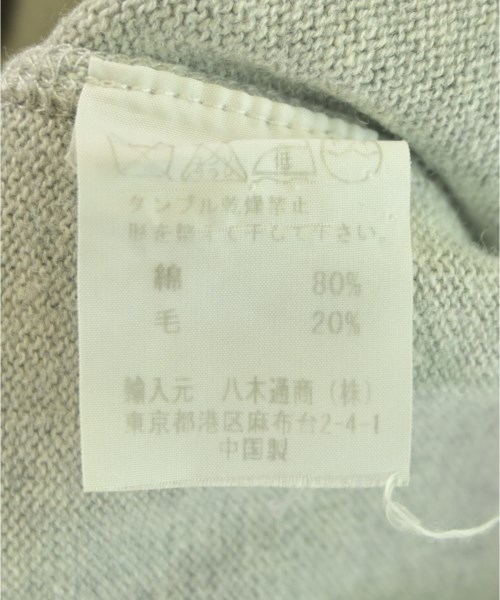 低
タンブル乾燥禁止
形を整えて干して下さい。
綿 80%
毛 20%
輸入元 八木通商（株）
東京都港区麻布台2-4-1
中国製